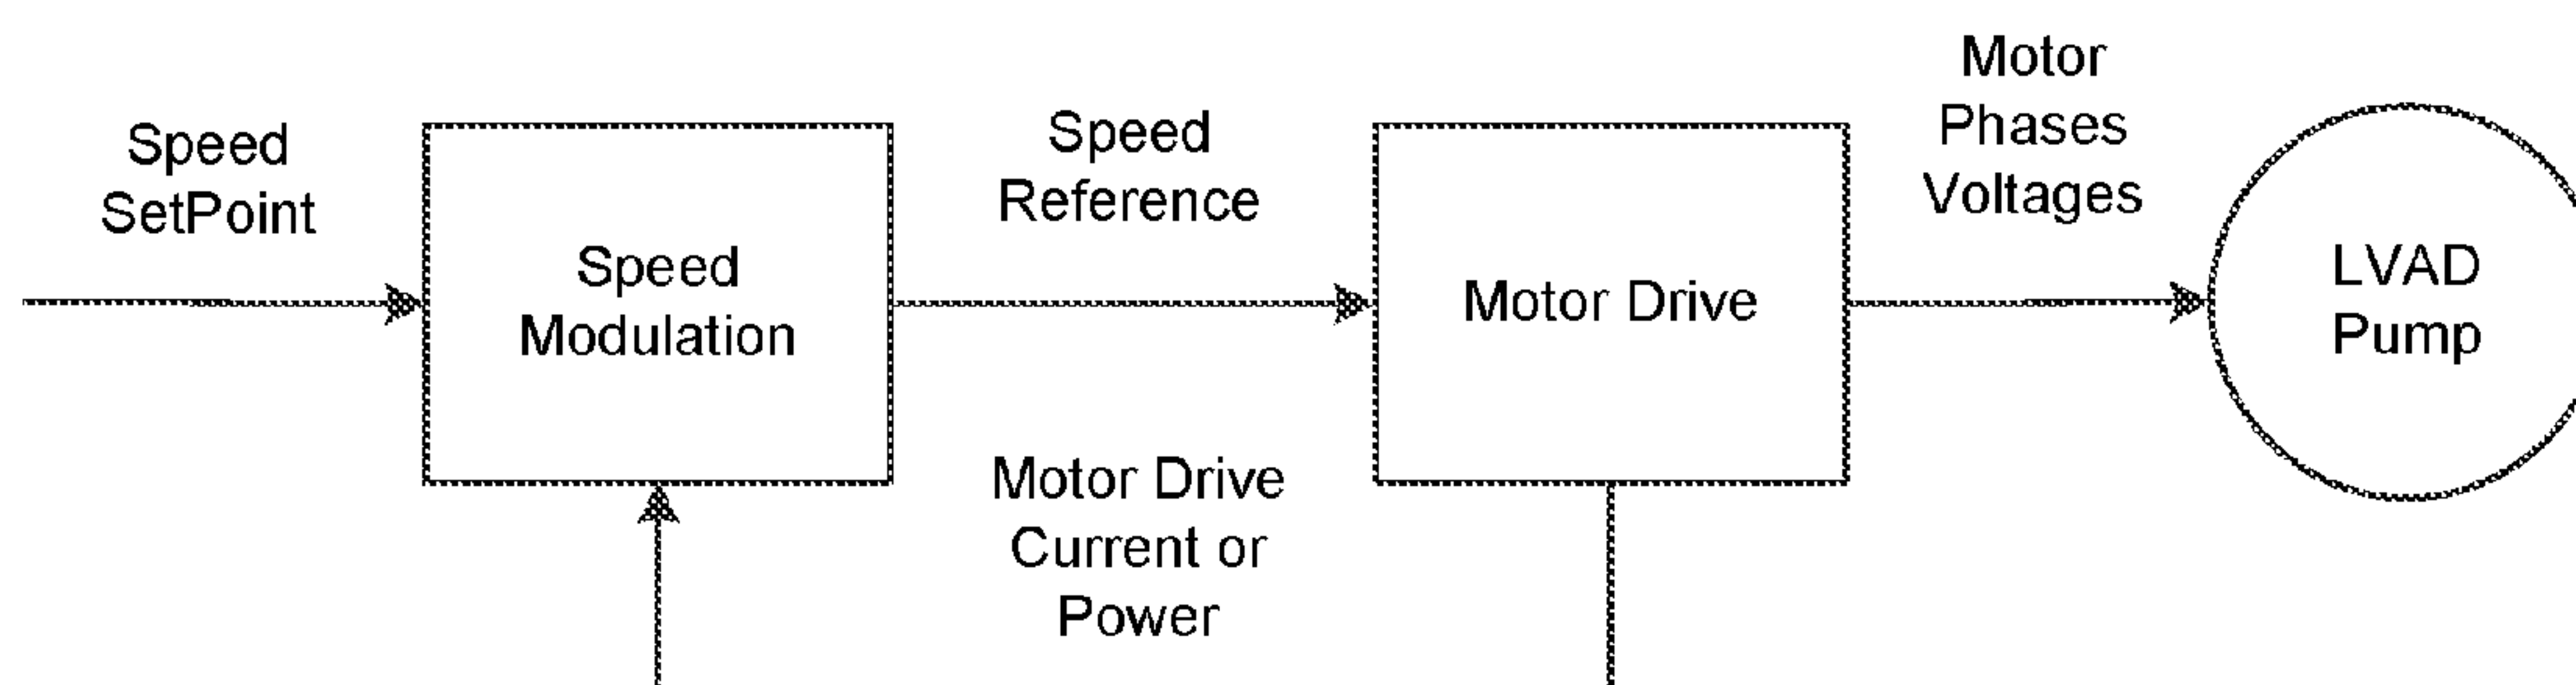 Speed
SetPoint
Speed
Modulation
Speed
Reference
Motor Drive
Current or
Power
Motor Drive
Motor
Phases
Voltages
LVAD
Pump